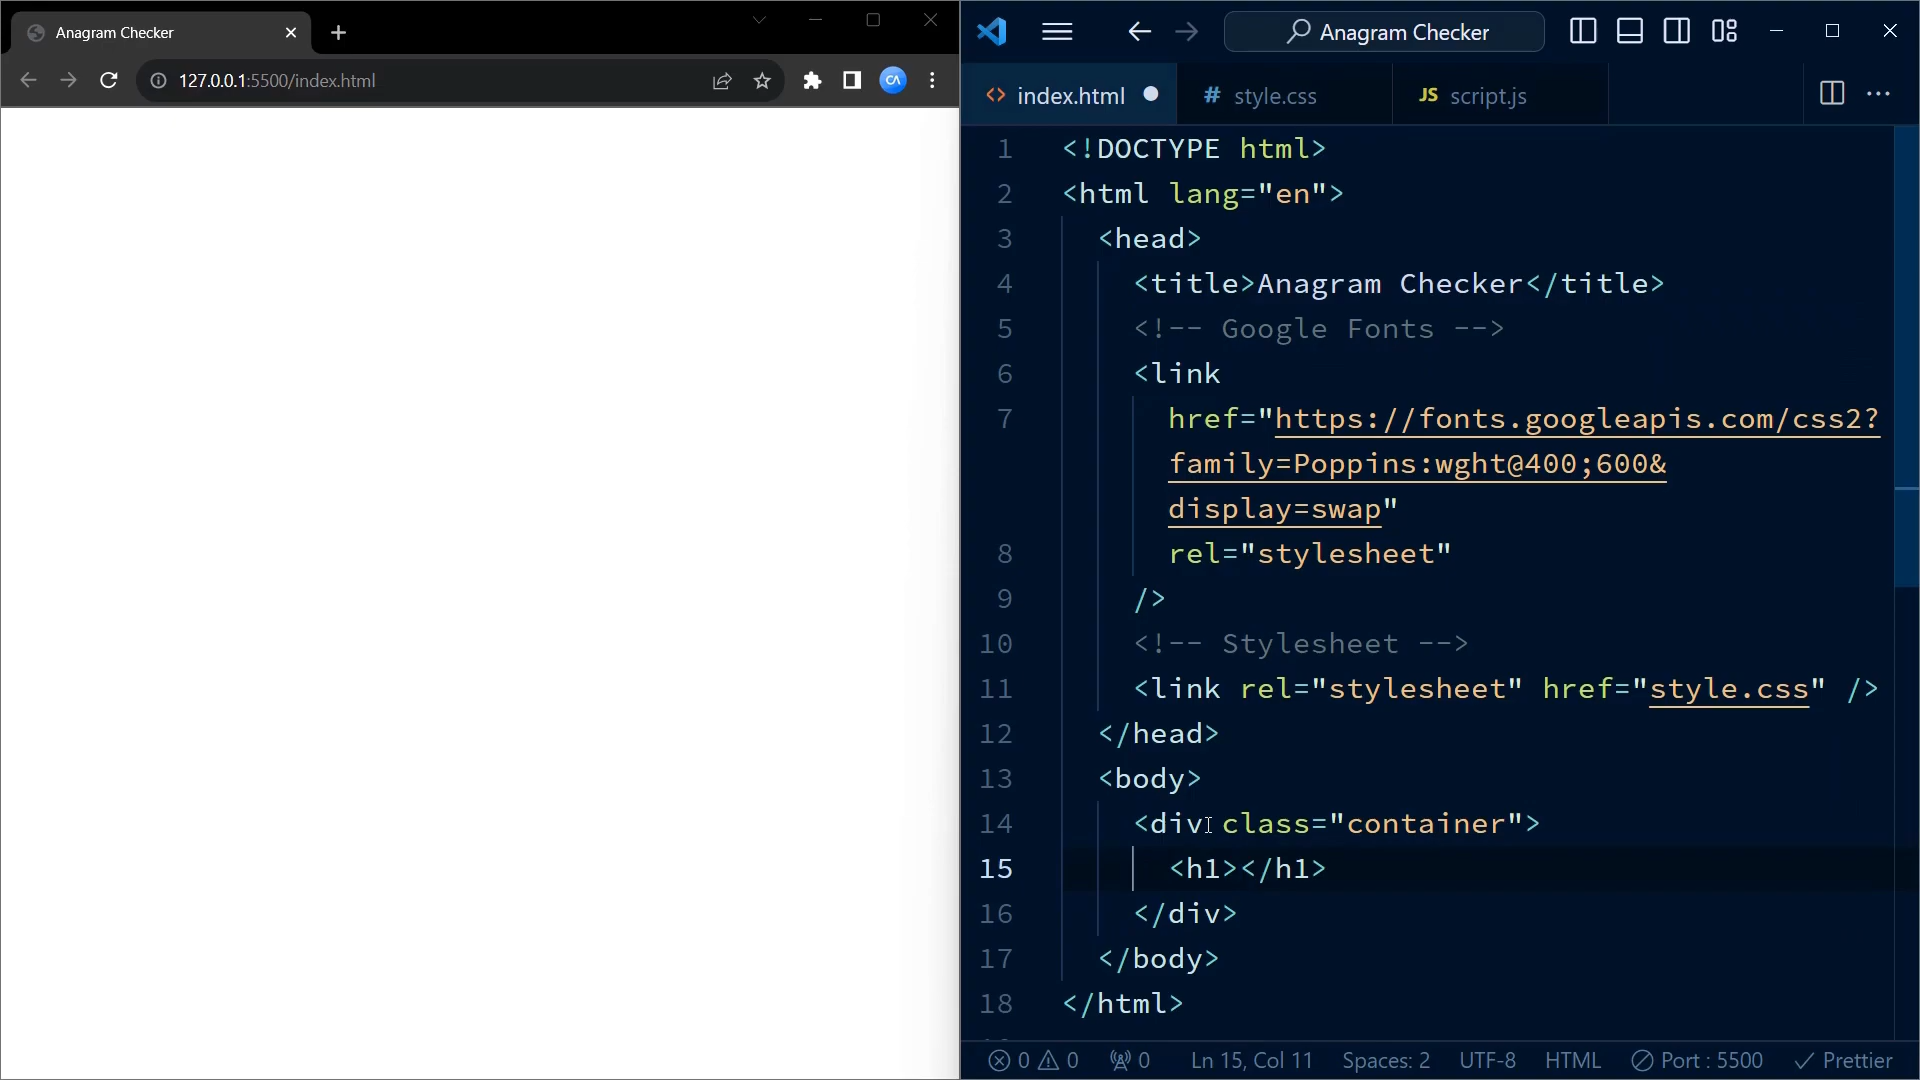 Anagram Checker
127.0.0.1:5500/index.html
CA
Anagram Checker
index.html
# style.css
JS script.js
1 <!DOCTYPE html>
2 <html lang="en">
3 <head>
4 <title>Anagram Checker</title>
5 <!-- Google Fonts -->
6 <link
7 href="https://fonts.googleapis.com/css2?
family=Poppins:wght@400;600&
display=swap"
8 rel="stylesheet"
9 />
10 <!-- Stylesheet -->
11 <link rel="stylesheet" href="style.css" />
12 </head>
13 <body>
14 <div class="container">
15 <h1></h1>
16 </div>
17 </body>
18 </html>
0 0 0 Ln 15, Col 11 Spaces: 2 UTF-8 HTML Port : 5500 Prettier